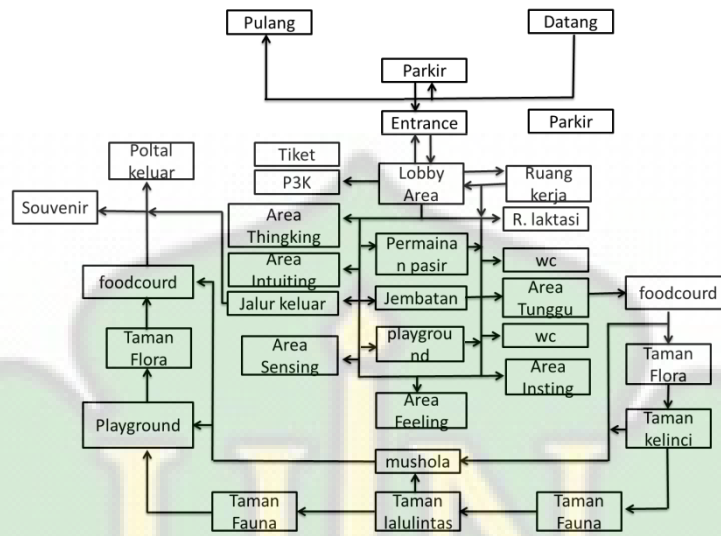 Pulang
Datang
Parkir
Entrance
Parkir
Poltal
keluar
Tiket
P3K
Lobby
Area
Ruang
kerja
Souvenir
Area
Thingking
R. laktasi
Permainan
n pasir
Area
Intuiting
wc
foodcourd
Jalur keluar
Jembatan
Area
Tunggu
foodcourd
Taman
Flora
Area
Sensing
playgrou
nd
wc
Taman
Flora
Area
Insting
Playground
Area
Feeling
Taman
kelinci
mushola
Taman
Fauna
Taman
lalulintas
Taman
Fauna
UIN